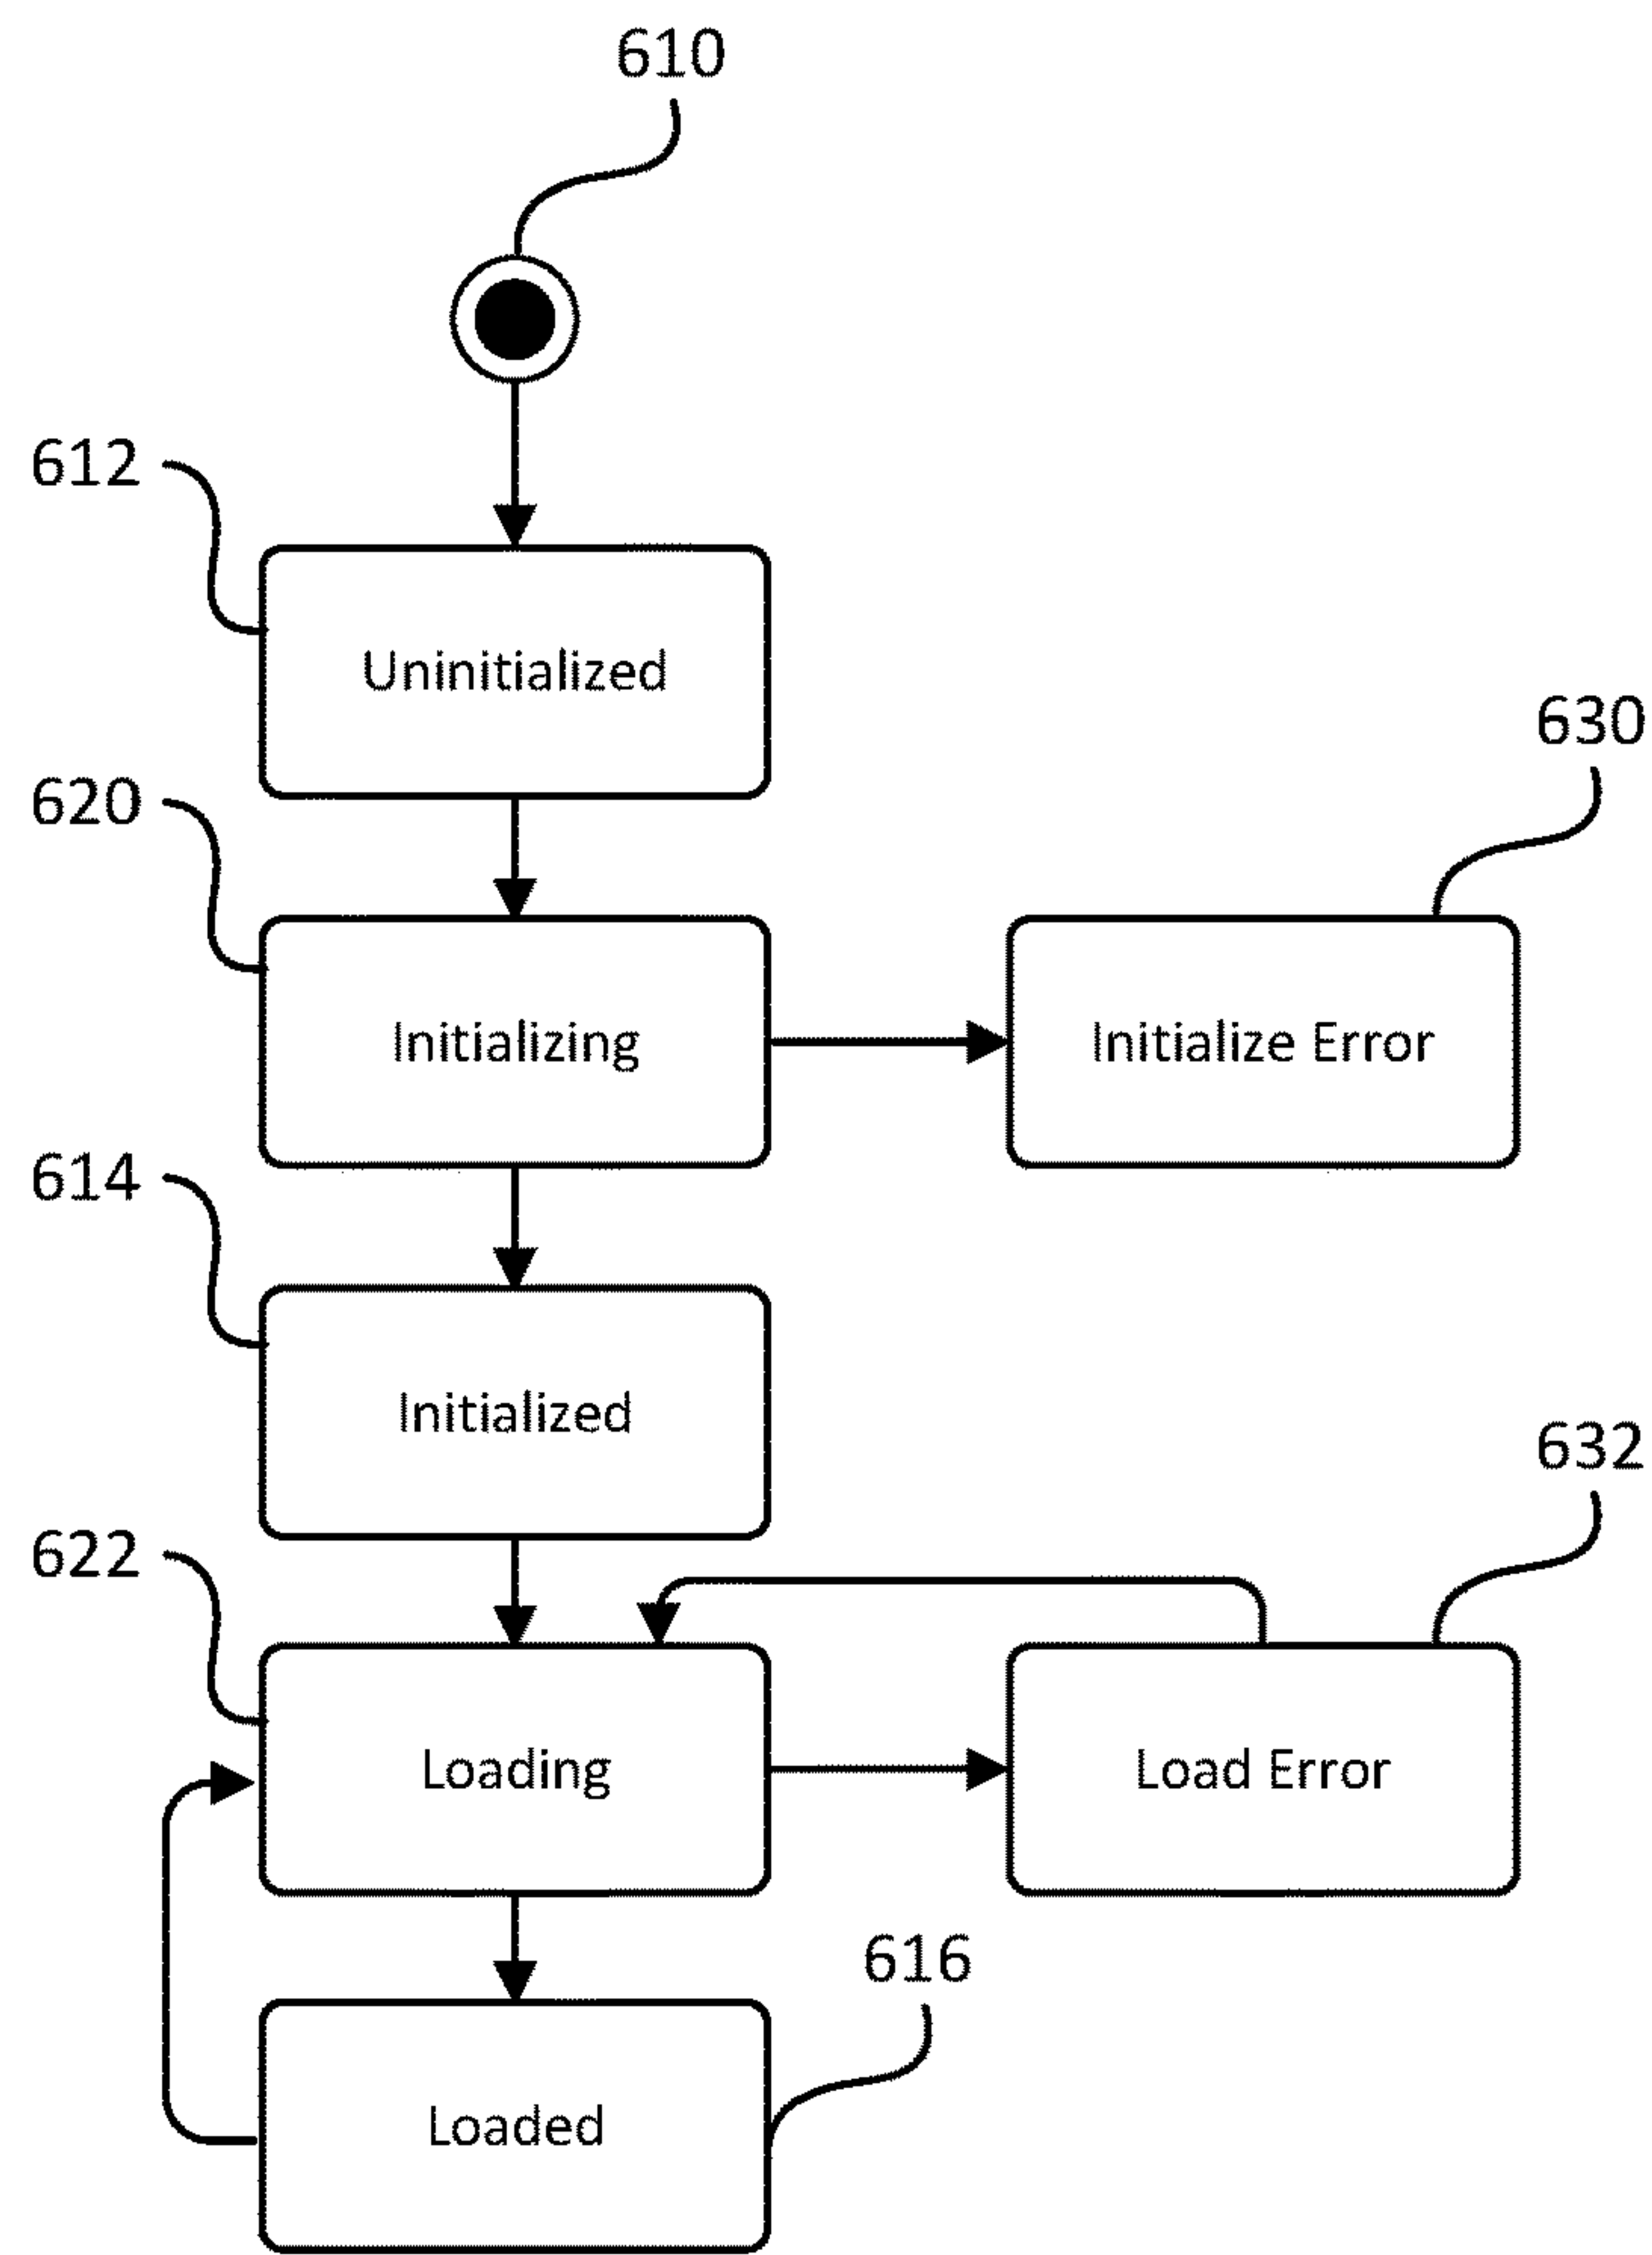 610
612
Uninitialized
630
620
Initializing
Initialize Error
614
Initialized
632
622
Loading
Load Error
616
Loaded